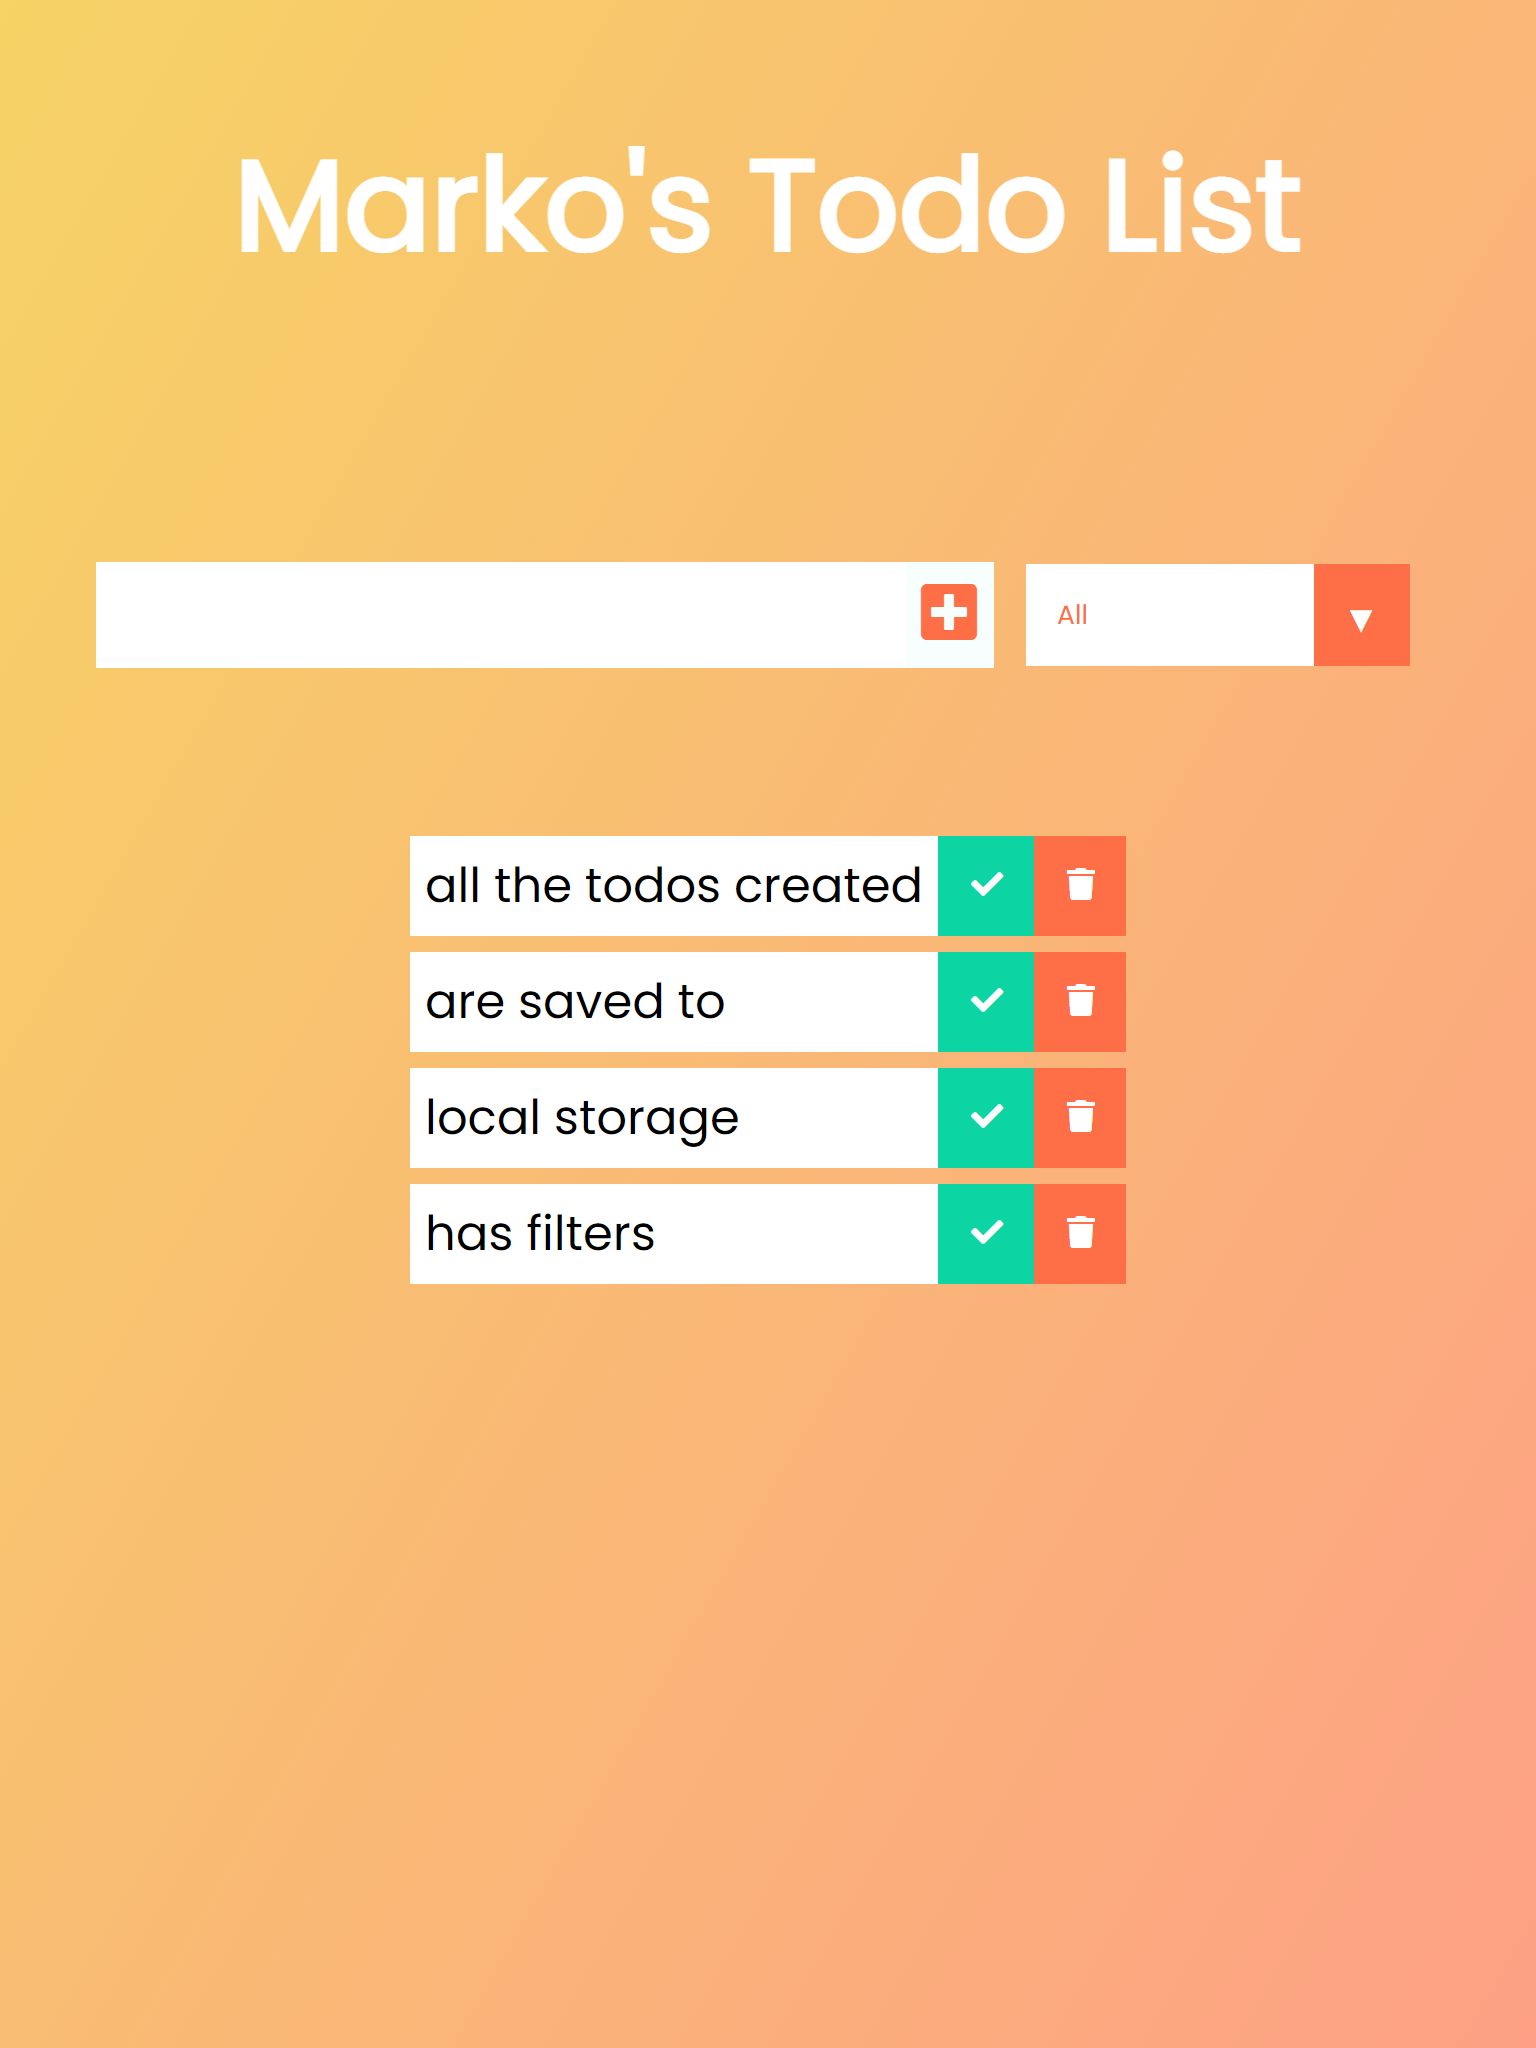 Marko's Todo List
All
all the todos created
are saved to
local storage
has filters